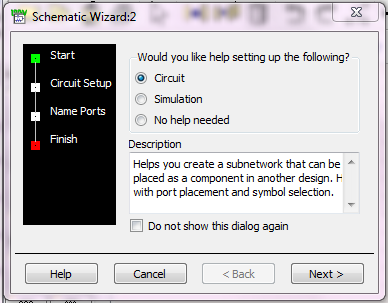 Schematic Wizard:2
Start
Circuit Setup
Name Ports
Finish
Would you like help setting up the following?
Circuit
Simulation
No help needed
Description
Helps you create a subnetwork that can be
placed as a component in another design. H
with port placement and symbol selection.
Do not show this dialog again
Help
Cancel
< Back
Next >